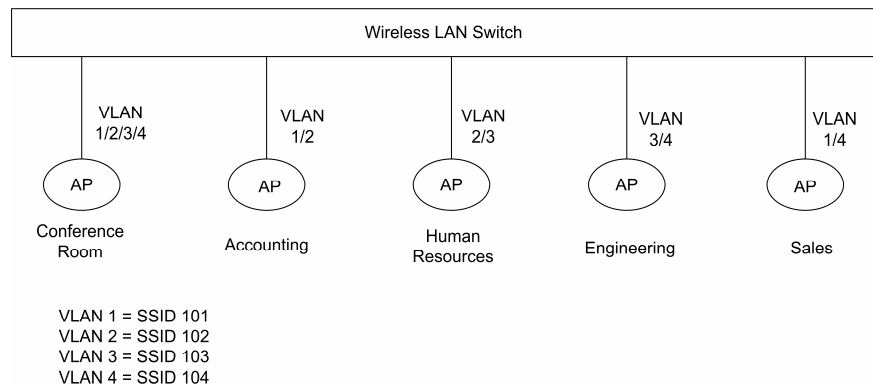 Wireless LAN Switch
VLAN
1/2/3/4
VLAN
1/2
VLAN
2/3
VLAN
3/4
VLAN
1/4
AP
AP
AP
AP
AP
Conference
Room
Accounting
Human
Resources
Engineering
Sales
VLAN 1 = SSID 101
VLAN 2 = SSID 102
VLAN 3 = SSID 103
VLAN 4 = SSID 104